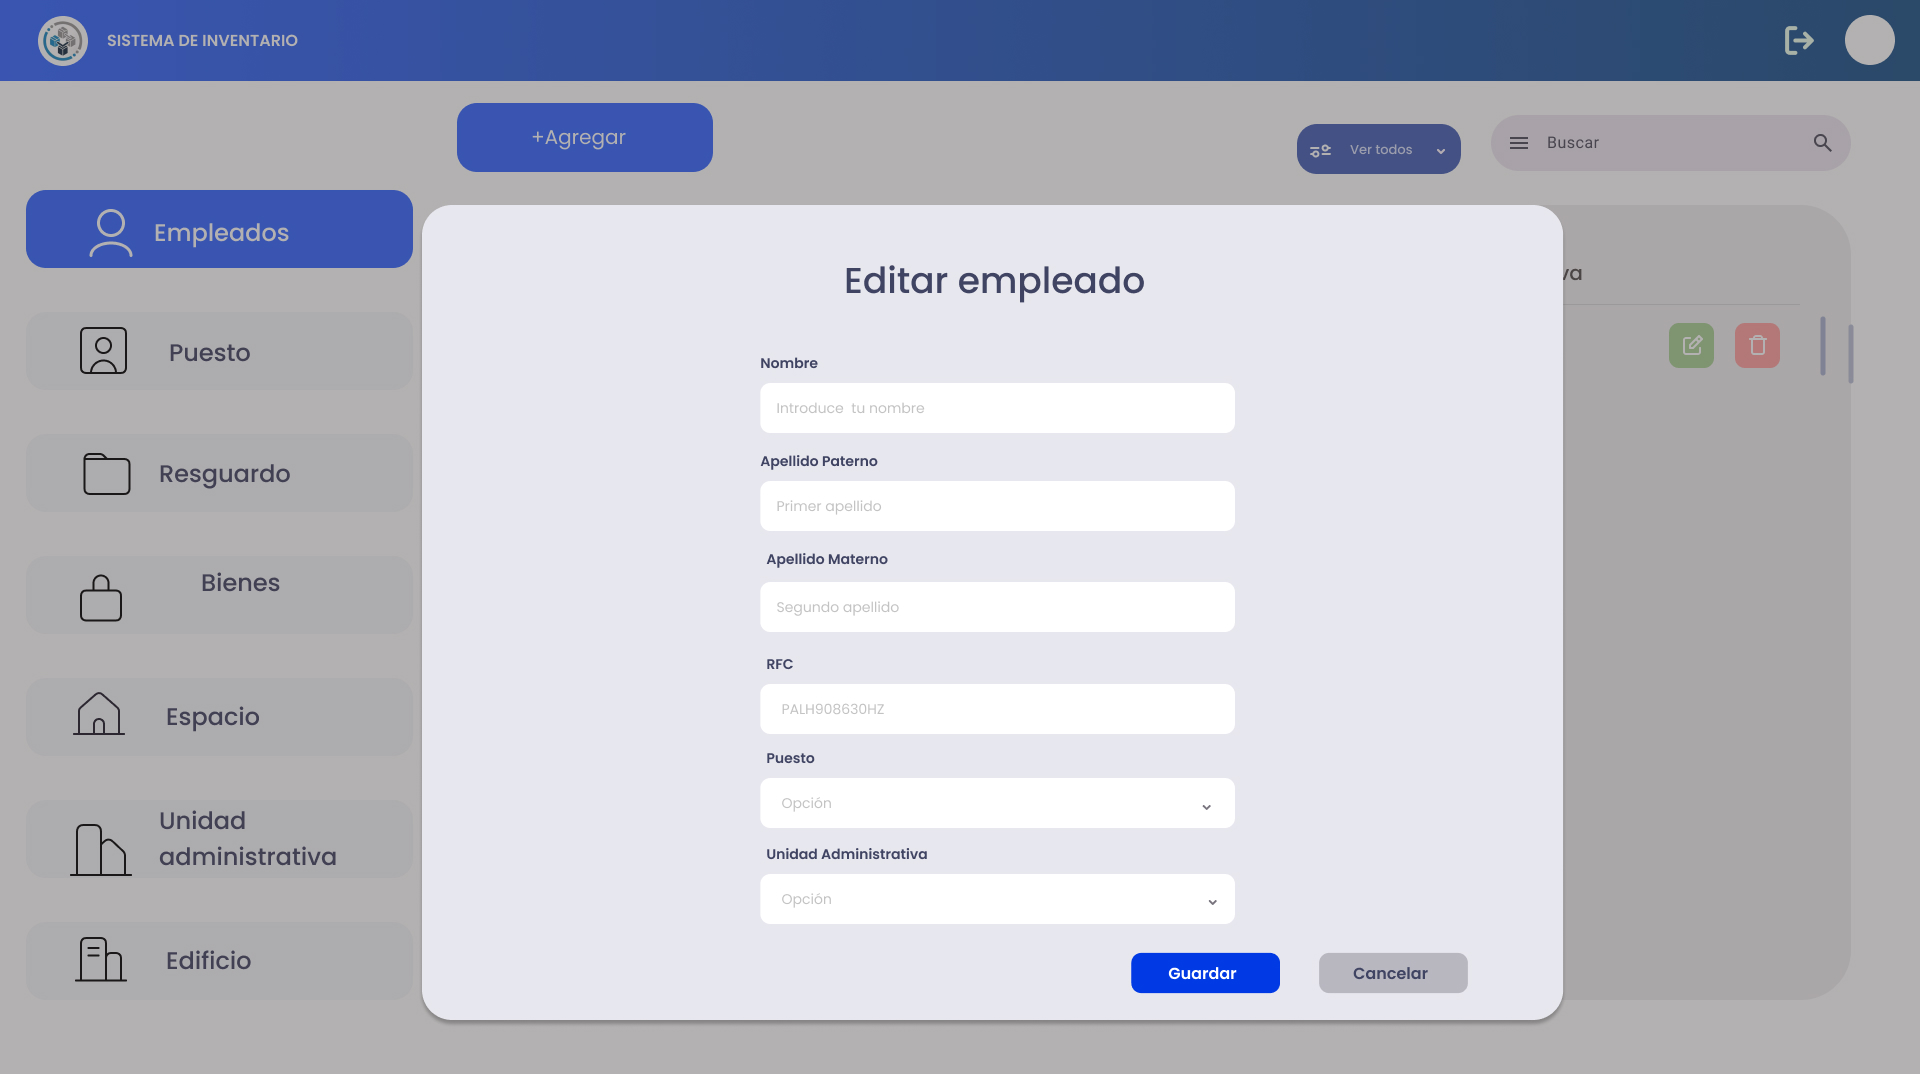 SISTEMA DE INVENTARIO
+Agregar
Ver todos
Buscar
Empleados
Puesto
Resguardo
Bienes
Espacio
Unidad
administrativa
Edificio
va
Editar empleado
Nombre
Introduce  tu nombre
Apellido Paterno
Primer apellido
Apellido Materno
Segundo apellido
RFC
PALH908630HZ
Puesto
Opción
Unidad Administrativa
Opción
Guardar
Cancelar